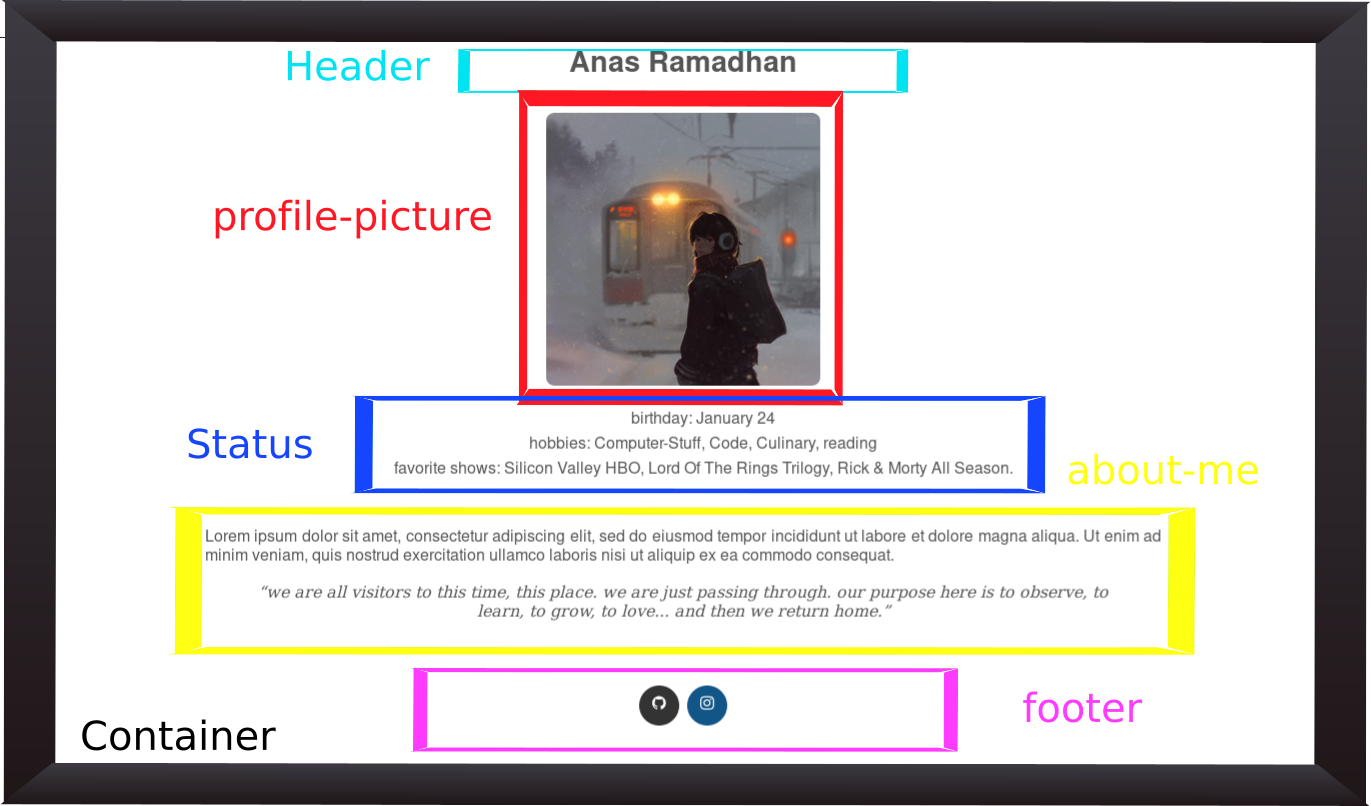 Header
Anas Ramadhan
profile-picture
Status
birthday: January 24
hobbies: Computer-Stuff, Code, Culinary, reading
favorite shows: Silicon Valley HBO, Lord Of The Rings Trilogy, Rick & Morty All Season.
about-me
Lorem ipsum dolor sit amet, consectetur adipiscing elit, sed do eiusmod tempor incididunt ut labore et dolore magna aliqua. Ut enim ad
minim veniam, quis nostrud exercitation ullamco laboris nisi ut aliquip ex ea commodo consequat.
“we are all visitors to this time, this place. we are just passing through. our purpose here is to observe, to
learn, to grow, to love... and then we return home.”
footer
Container